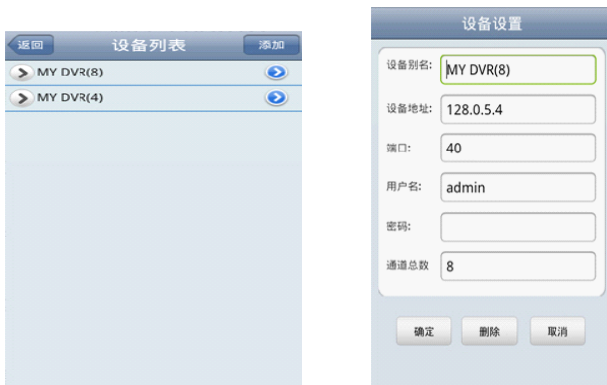 返回 设备列表 添加
MY DVR(8)
MY DVR(4)
设备设置
设备别名: MY DVR(8)
设备地址: 128.0.5.4
端口: 40
用户名: admin
密码:
通道总数 8
确定 删除 取消